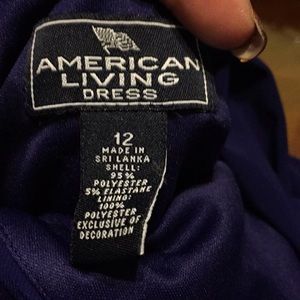 AMERICAN
LIVING
DRESS
12
MADE IN
SRI LANKA
SHELL:
95%
POLYESTER
5% ELASTANE
LINING:
100%
POLYESTER
EXCLUSIVE OF
DECORATION